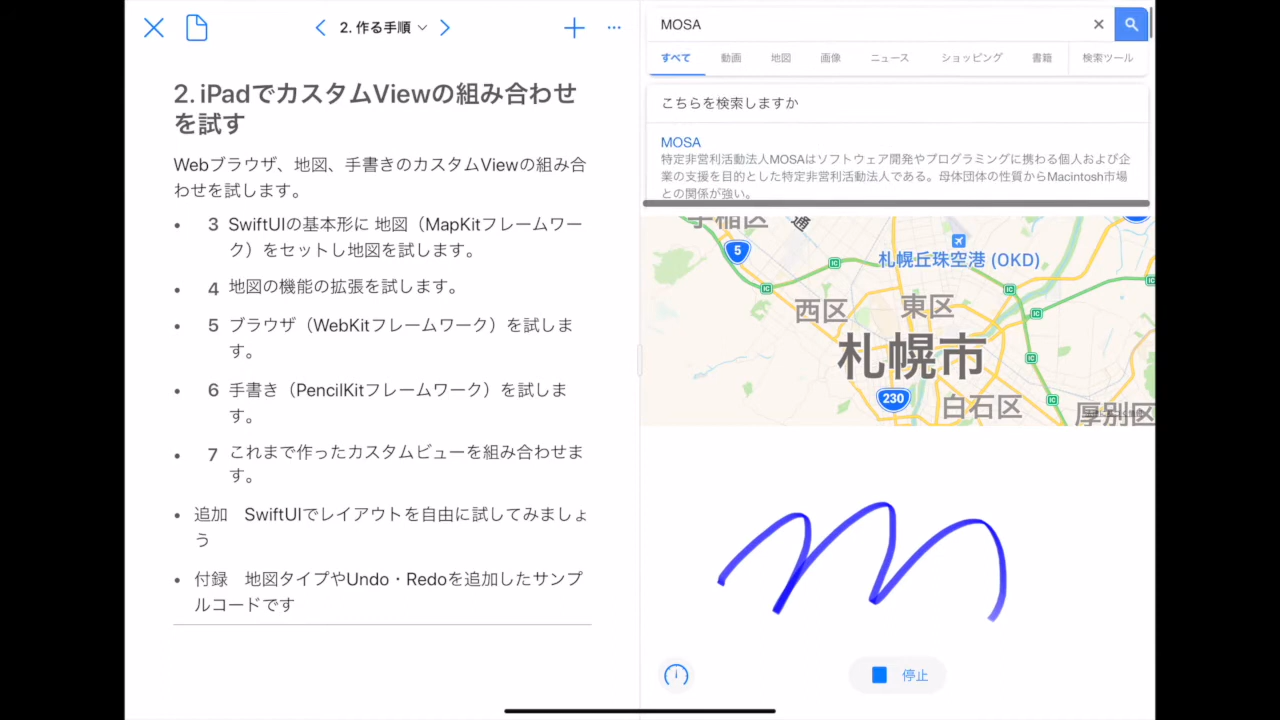 2. 作る手順
2. iPadでカスタムViewの組み合わせ
を試す
Webブラウザ、地図、手書きのカスタムViewの組み合
わせを試します。
• 3 SwiftUIの基本形に 地図（MapKitフレームワー
ク）をセットし地図を試します。
• 4 地図の機能の拡張を試します。
• 5 ブラウザ（WebKitフレームワーク）を試しま
す。
• 6 手書き（PencilKitフレームワーク）を試しま
す。
• 7 これまで作ったカスタムビューを組み合わせま
す。
• 追加　SwiftUIでレイアウトを自由に試してみましょ
う
• 付録　地図タイプやUndo・Redoを追加したサンプ
ルコードです
MOSA
すべて 動画 地図 画像 ニュース ショッピング 書籍 検索ツール
こちらを検索しますか
MOSA
特定非営利活動法人MOSAはソフトウェア開発やプログラミングに携わる個人および企
業の支援を目的とした特定非営利活動法人である。母体団体の性質からMacintosh市場
との関係が強い。
手稲区
5
札幌丘珠空港 (OKD)
IC
IC
IC
IC
西区
東区
IC
札幌市
IC
230
IC
白石区
厚別区
停止